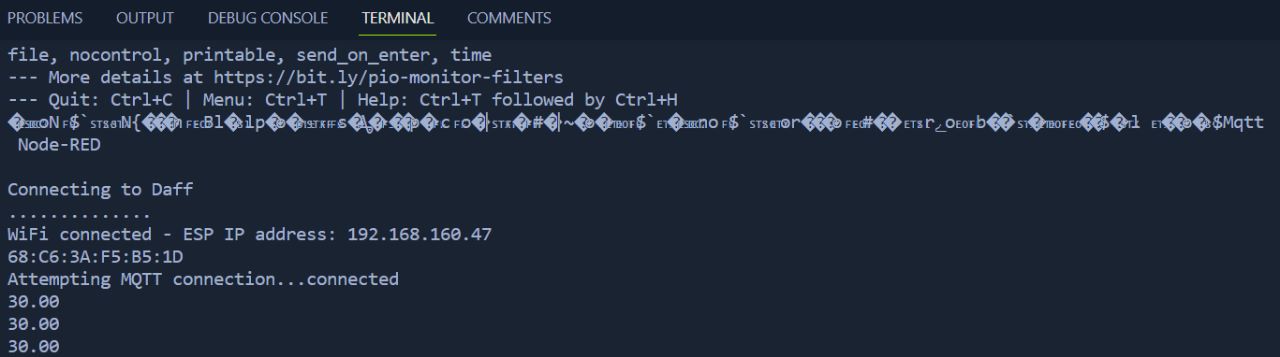 PROBLEMS OUTPUT DEBUG CONSOLE TERMINAL COMMENTS
file, nocontrol, printable, send_on_enter, time
--- More details at https://bit.ly/pio-monitor-filters
--- Quit: Ctrl+C | Menu: Ctrl+T | Help: Ctrl+T followed by Ctrl+H
$Mqtt
Node-RED
Connecting to Daff
..............
WiFi connected - ESP IP address: 192.168.160.47
68:C6:3A:F5:B5:1D
Attempting MQTT connection...connected
30.00
30.00
30.00